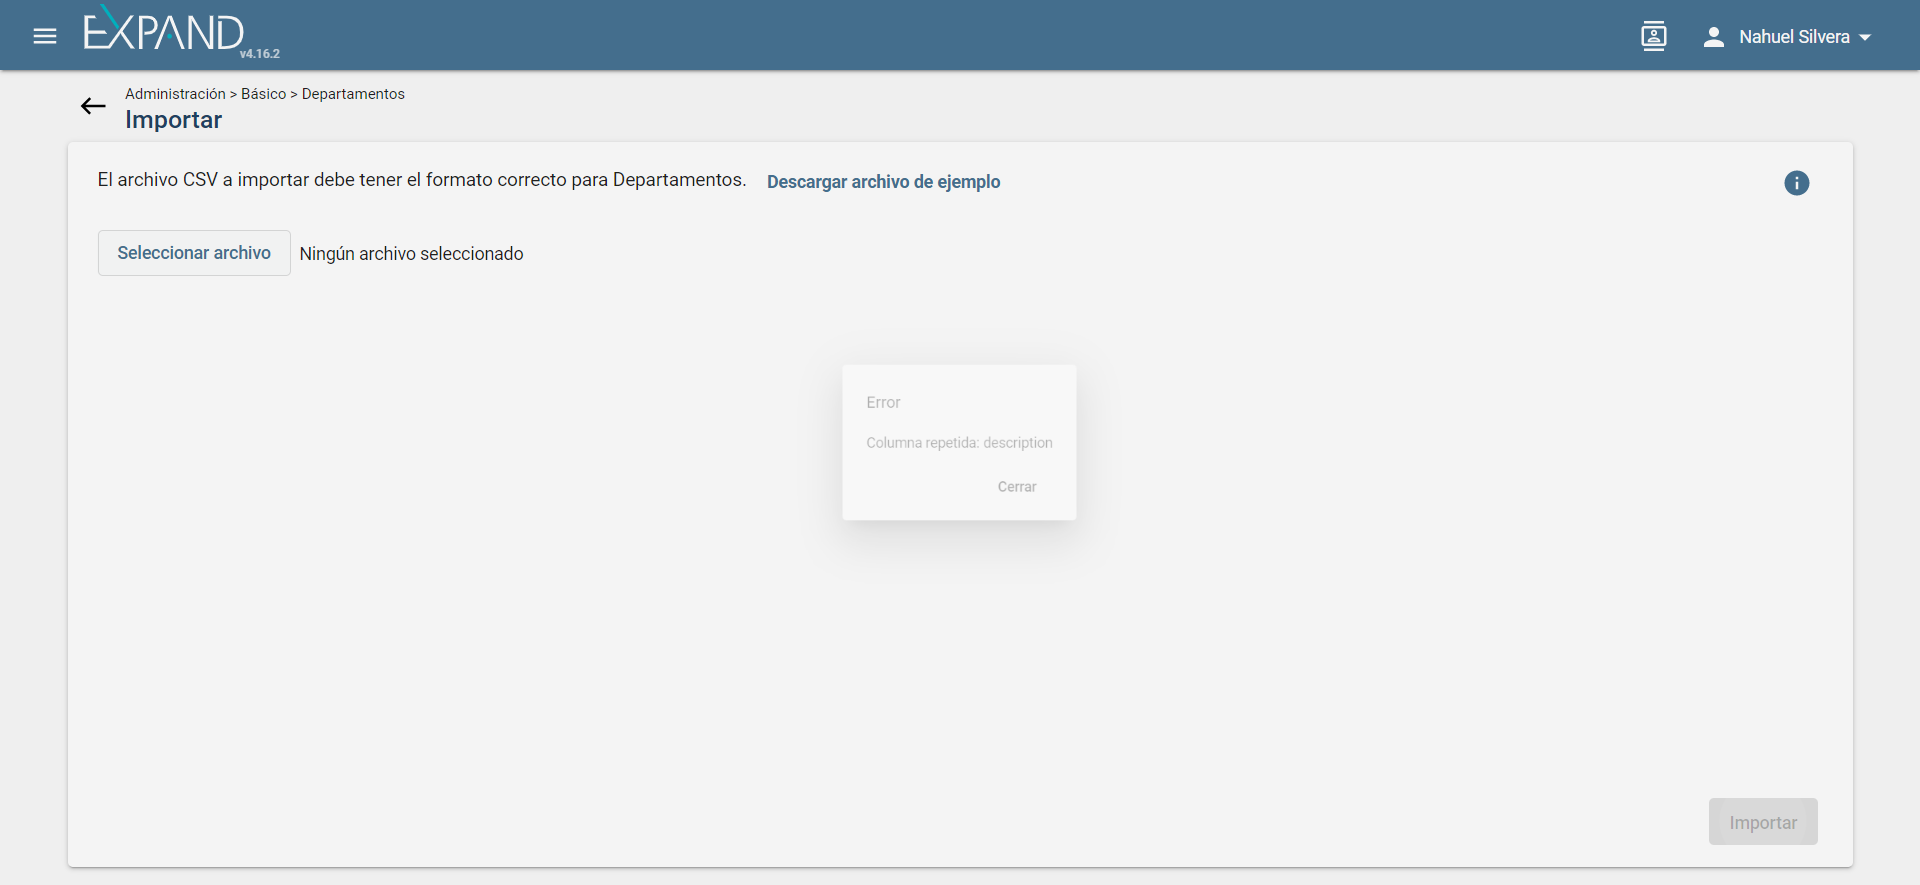 EXPAND
v4.16.2
Nahuel Silvera
Administración > Básico > Departamentos
Importar
El archivo CSV a importar debe tener el formato correcto para Departamentos. Descargar archivo de ejemplo
Seleccionar archivo Ningún archivo seleccionado
Error
Columna repetida: description
Cerrar
Importar